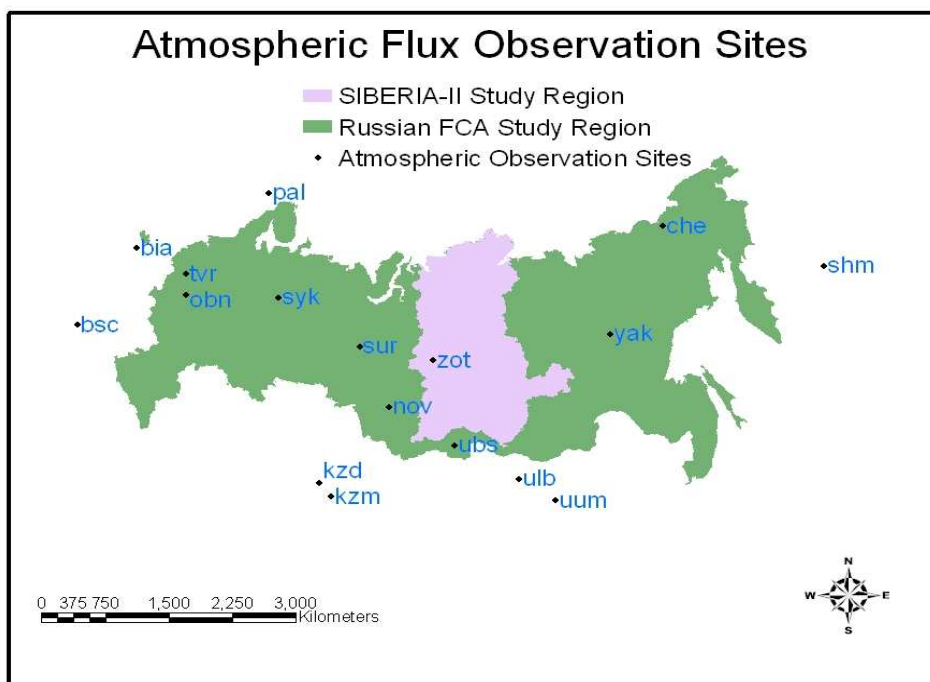 Atmospheric Flux Observation Sites
SIBERIA-II Study Region
Russian FCA Study Region
Atmospheric Observation Sites
pal
che
bia
shm
tvr
obn
syk
bsc
yak
sur
zot
nov
ubs
kzd
ulb
kzm
uum
N
W E
S
0 375 750 1,500 2,250 3,000
Kilometers